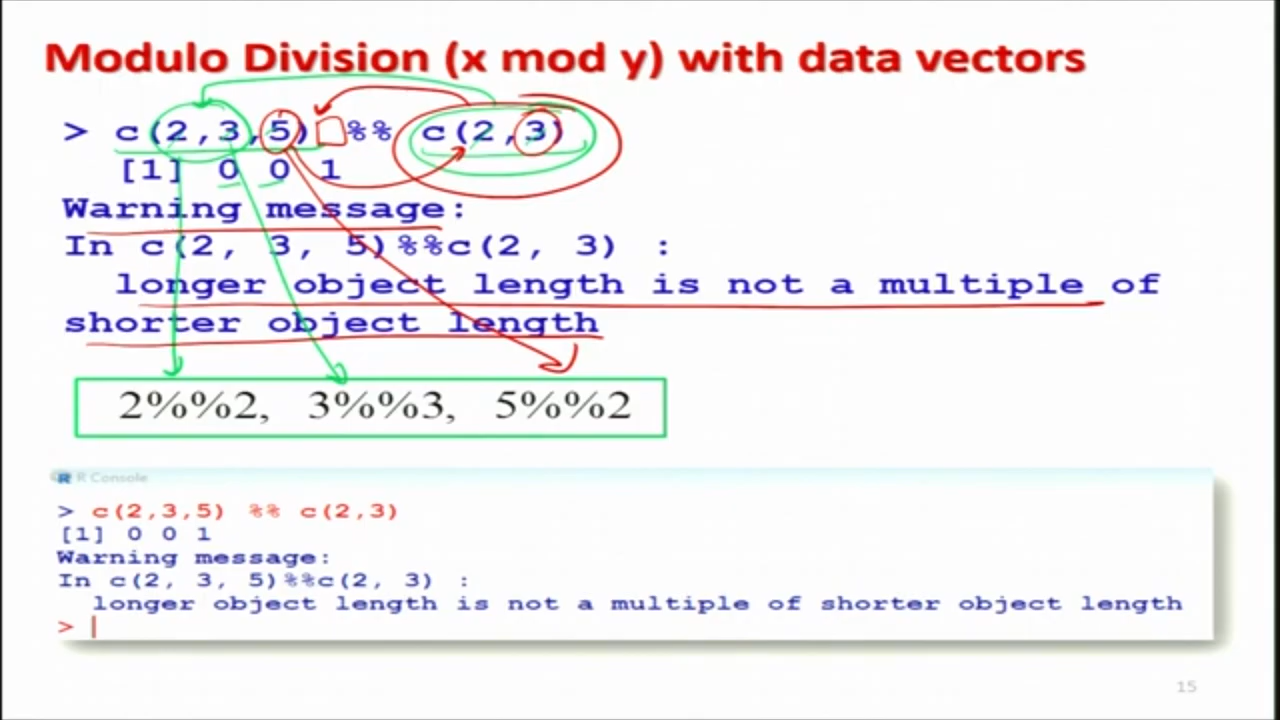 Modulo Division (x mod y) with data vectors
> c(2,3,5) %% c(2,3)
[1] 0 0 1
Warning message:
In c(2, 3, 5)%%c(2, 3) :
longer object length is not a multiple of
shorter object length
2%%2, 3%%3, 5%%2
R R Console
> c(2,3,5) %% c(2,3)
[1] 0 0 1
Warning message:
In c(2, 3, 5)%%c(2, 3) :
longer object length is not a multiple of shorter object length
>
15